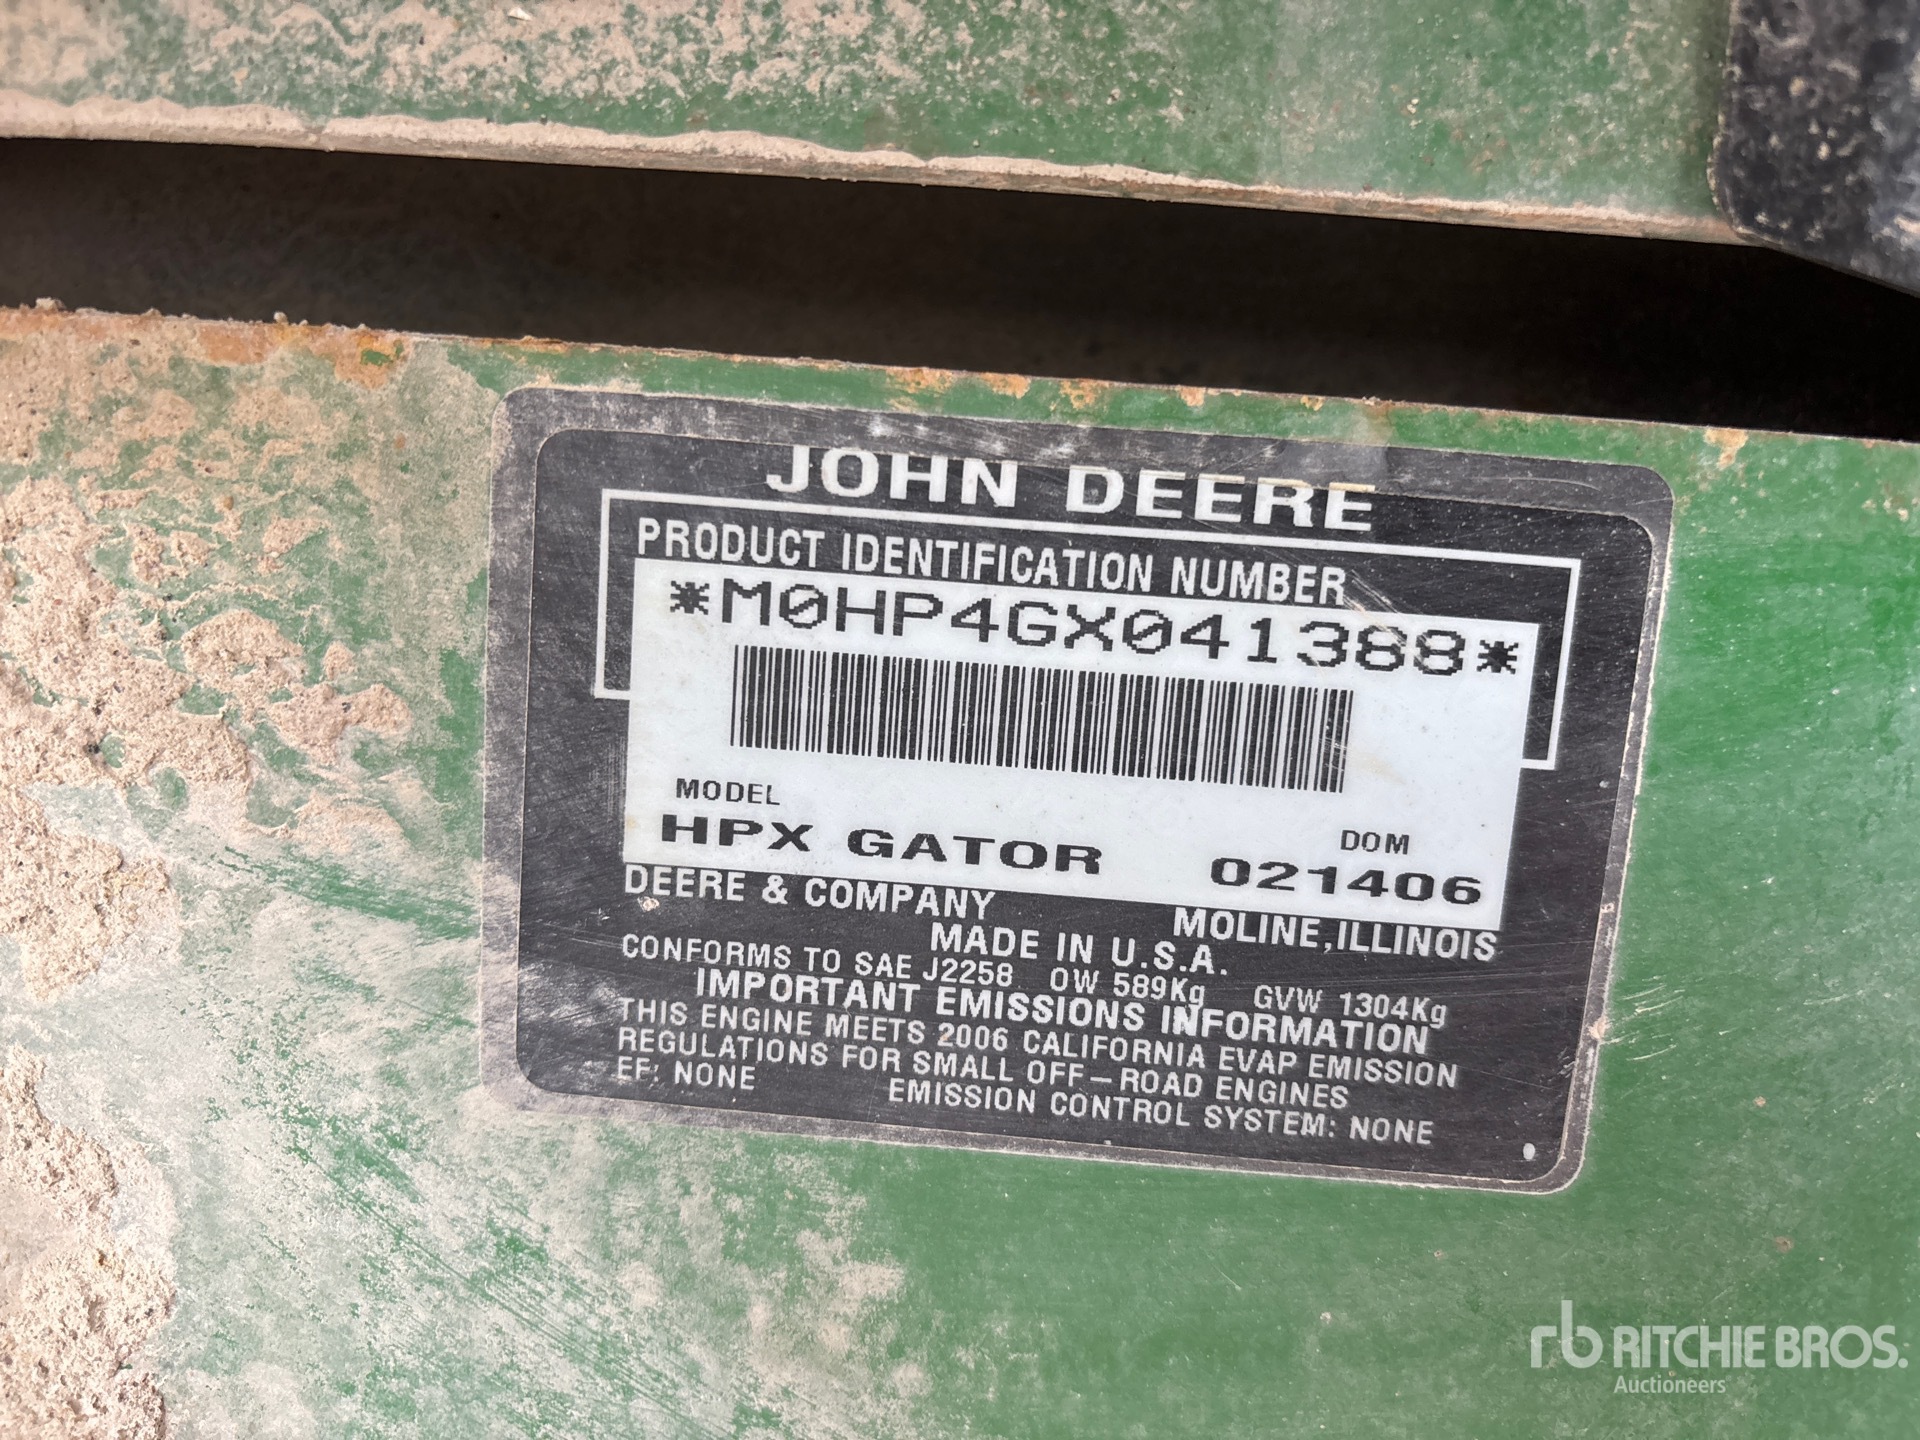 JOHN DEERE
PRODUCT IDENTIFICATION NUMBER
*M0HP4GX041388*
MODEL
DOM
HPX GATOR
021406
DEERE & COMPANY
MOLINE, ILLINOIS
MADE IN U.S.A.
CONFORMS TO SAE J2258 OW 589Kg GVW 1304Kg
IMPORTANT EMISSIONS INFORMATION
THIS ENGINE MEETS 2006 CALIFORNIA EVAP EMISSION
REGULATIONS FOR SMALL OFF-ROAD ENGINES
EF: NONE EMISSION CONTROL SYSTEM: NONE
rb RITCHIE BROS.
Auctioneers